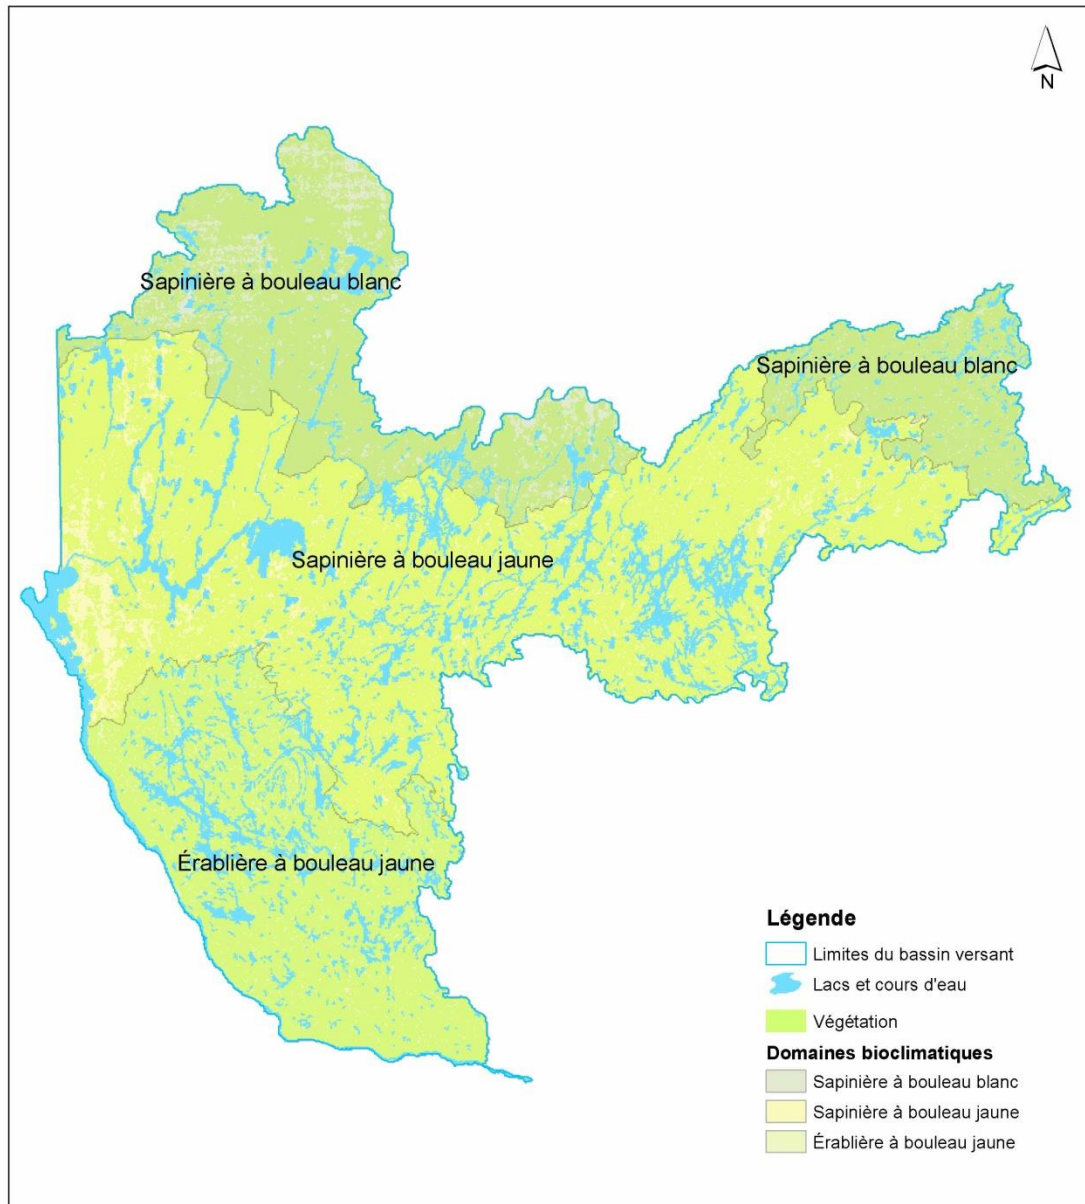 N
Sapinière à bouleau blanc
Sapinière à bouleau blanc
Sapinière à bouleau jaune
Érablière à bouleau jaune
Légende
Limites du bassin versant
Lacs et cours d'eau
Végétation
Domaines bioclimatiques
Sapinière à bouleau blanc
Sapinière à bouleau jaune
Érablière à bouleau jaune